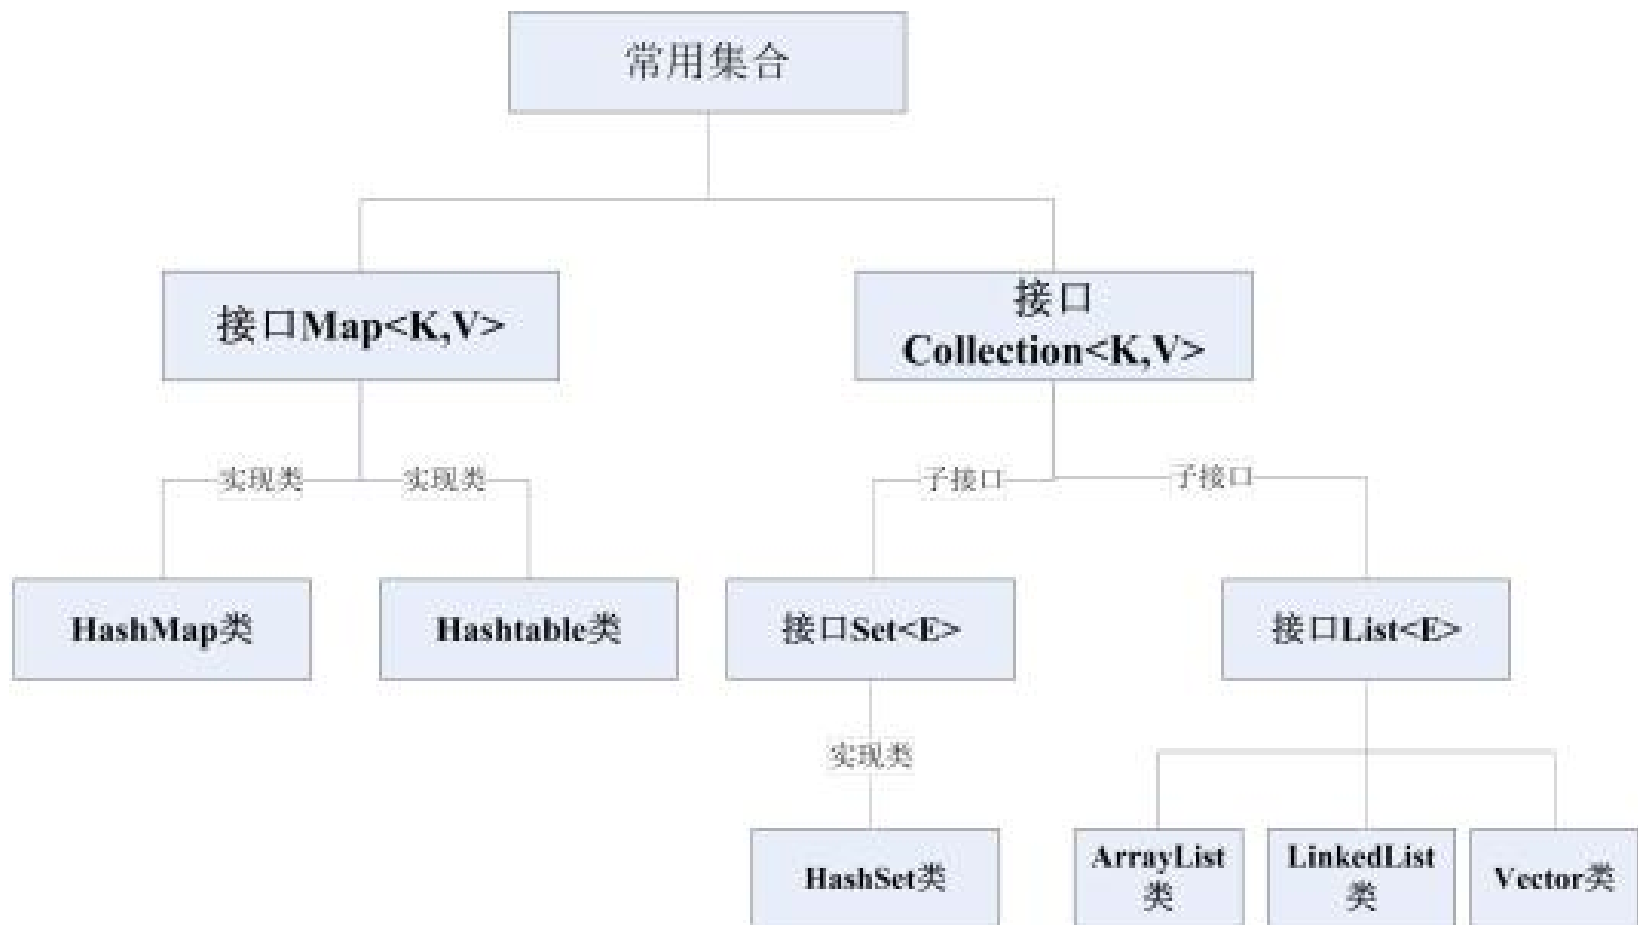 常用集合
接口Map<K,V>
接口
Collection<K,V>
实现类
实现类
子接口
子接口
HashMap类
Hashtable类
接口Set<E>
接口List<E>
实现类
HashSet类
ArrayList
类
LinkedList
类
Vector类